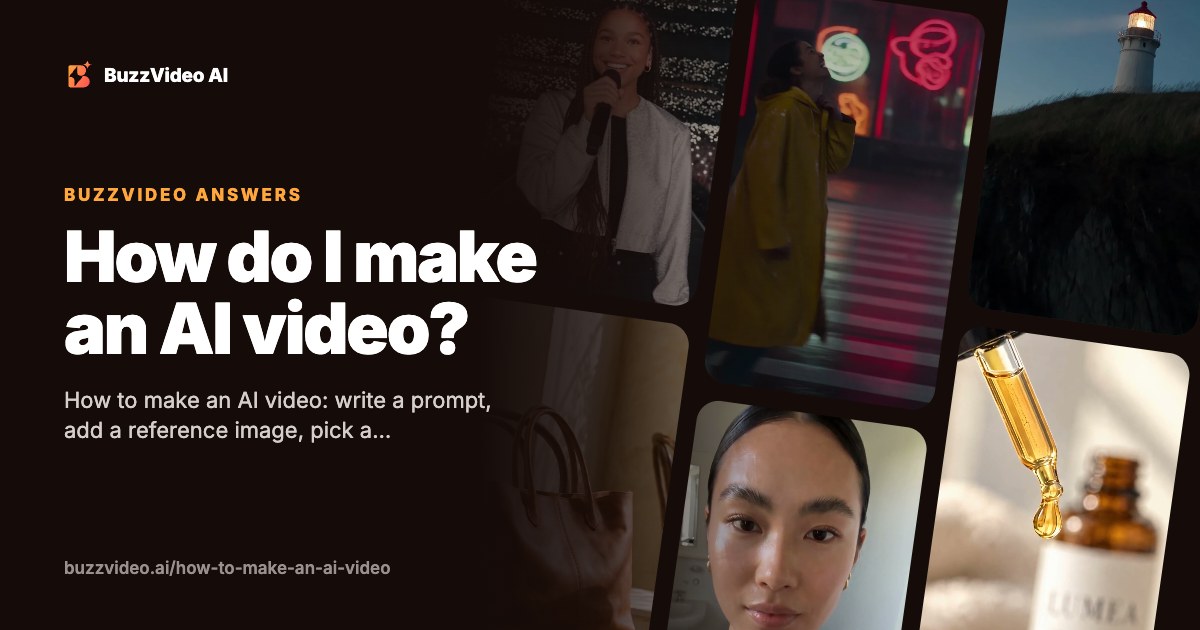 BuzzVideo AI
BUZZVIDEO ANSWERS
How do I make
an AI video?
How to make an AI video: write a prompt,
add a reference image, pick a...
buzzvideo.ai/how-to-make-an-ai-video
LUMEA